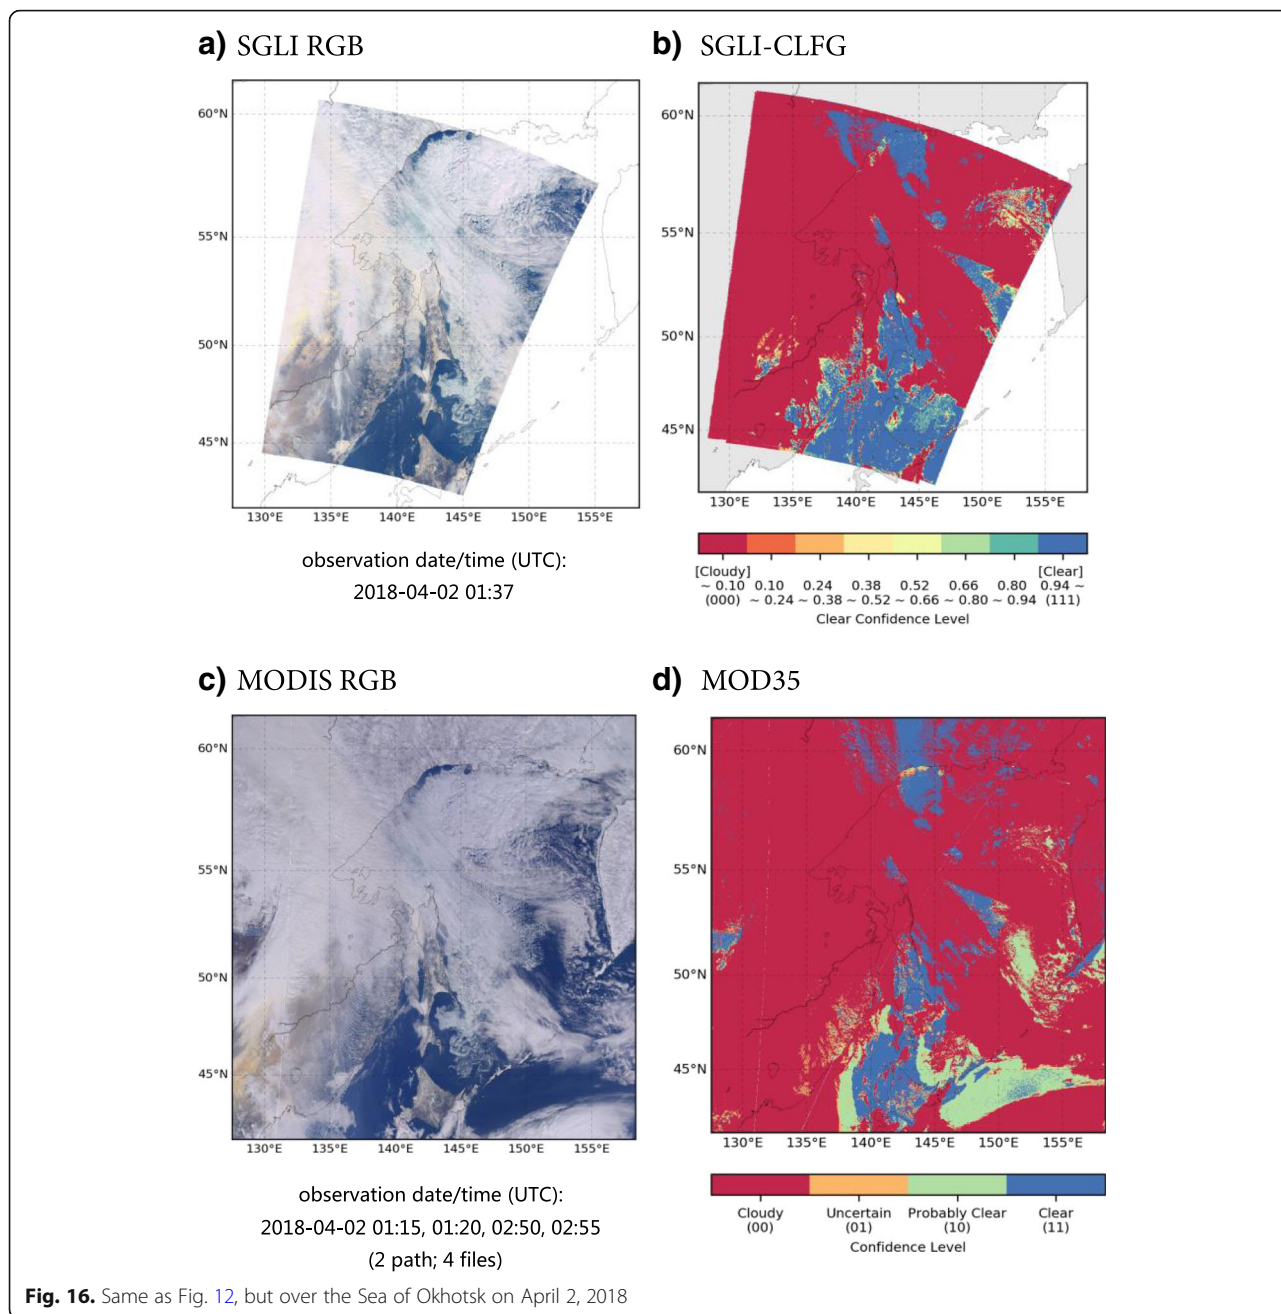 a) SGLI RGB
60°N
55°N
50°N
45°N
130°E 135°E 140°E 145°E 150°E 155°E
observation date/time (UTC):
2018-04-02 01:37
b) SGLI-CLFG
60°N
55°N
50°N
45°N
130°E 135°E 140°E 145°E 150°E 155°E
[Cloudy] [Clear]
~ 0.10 0.10 0.24 0.38 0.52 0.66 0.80 0.94 ~
(000) ~ 0.24 ~ 0.38 ~ 0.52 ~ 0.66 ~ 0.80 ~ 0.94 (111)
Clear Confidence Level
c) MODIS RGB
60°N
55°N
50°N
45°N
130°E 135°E 140°E 145°E 150°E 155°E
observation date/time (UTC):
2018-04-02 01:15, 01:20, 02:50, 02:55
(2 path; 4 files)
d) MOD35
60°N
55°N
50°N
45°N
130°E 135°E 140°E 145°E 150°E 155°E
Cloudy Uncertain Probably Clear Clear
(00) (01) (10) (11)
Confidence Level
Fig. 16. Same as Fig. 12, but over the Sea of Okhotsk on April 2, 2018